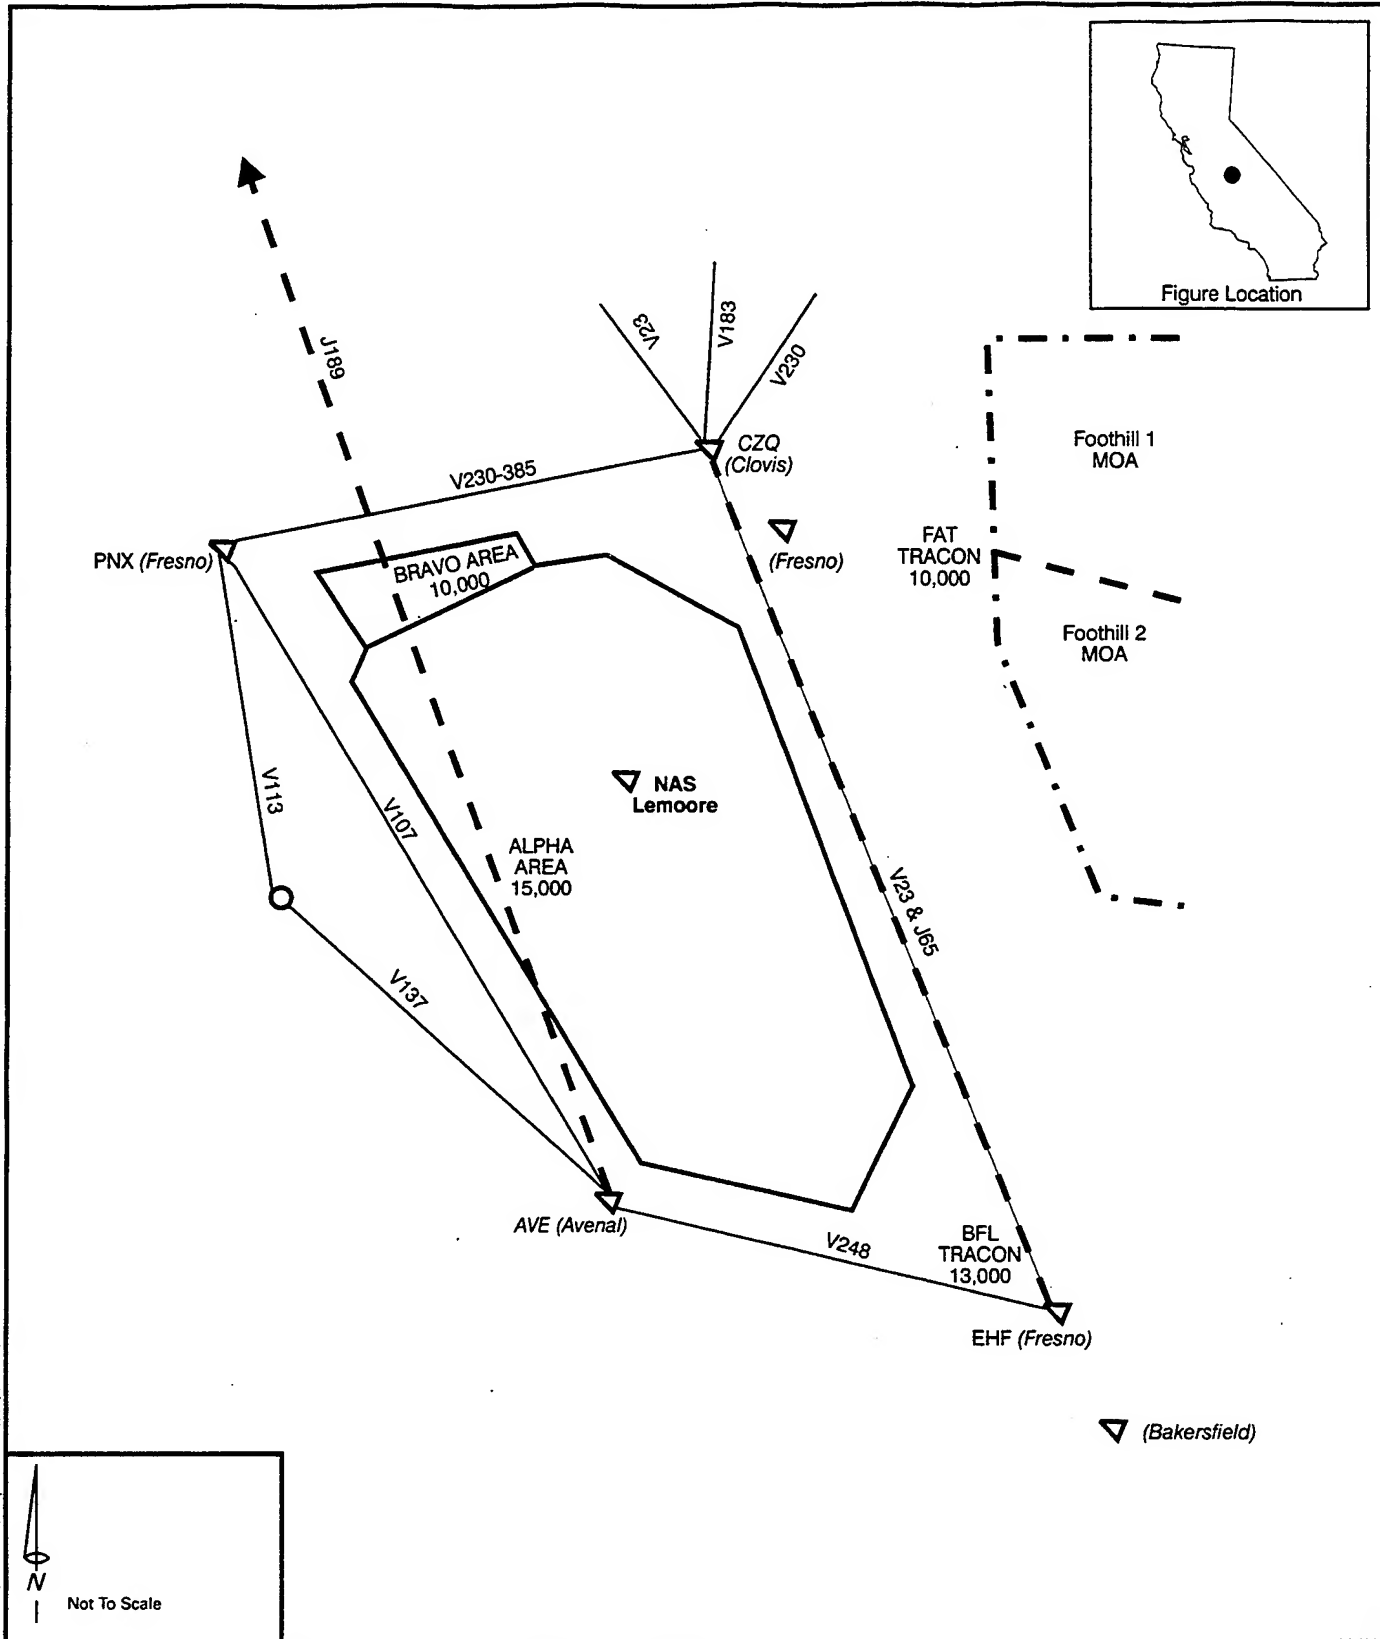 Figure Location
J189
V23
V183
V230
CZQ
(Clovis)
Foothill 1
MOA
V230-385
PNX (Fresno)
BRAVO AREA
10,000
(Fresno)
FAT
TRACON
10,000
Foothill 2
MOA
NAS
Lemoore
V113
V107
ALPHA
AREA
15,000
V23 & J65
V137
AVE (Avenal)
V248
BFL
TRACON
13,000
EHF (Fresno)
(Bakersfield)
N
Not To Scale